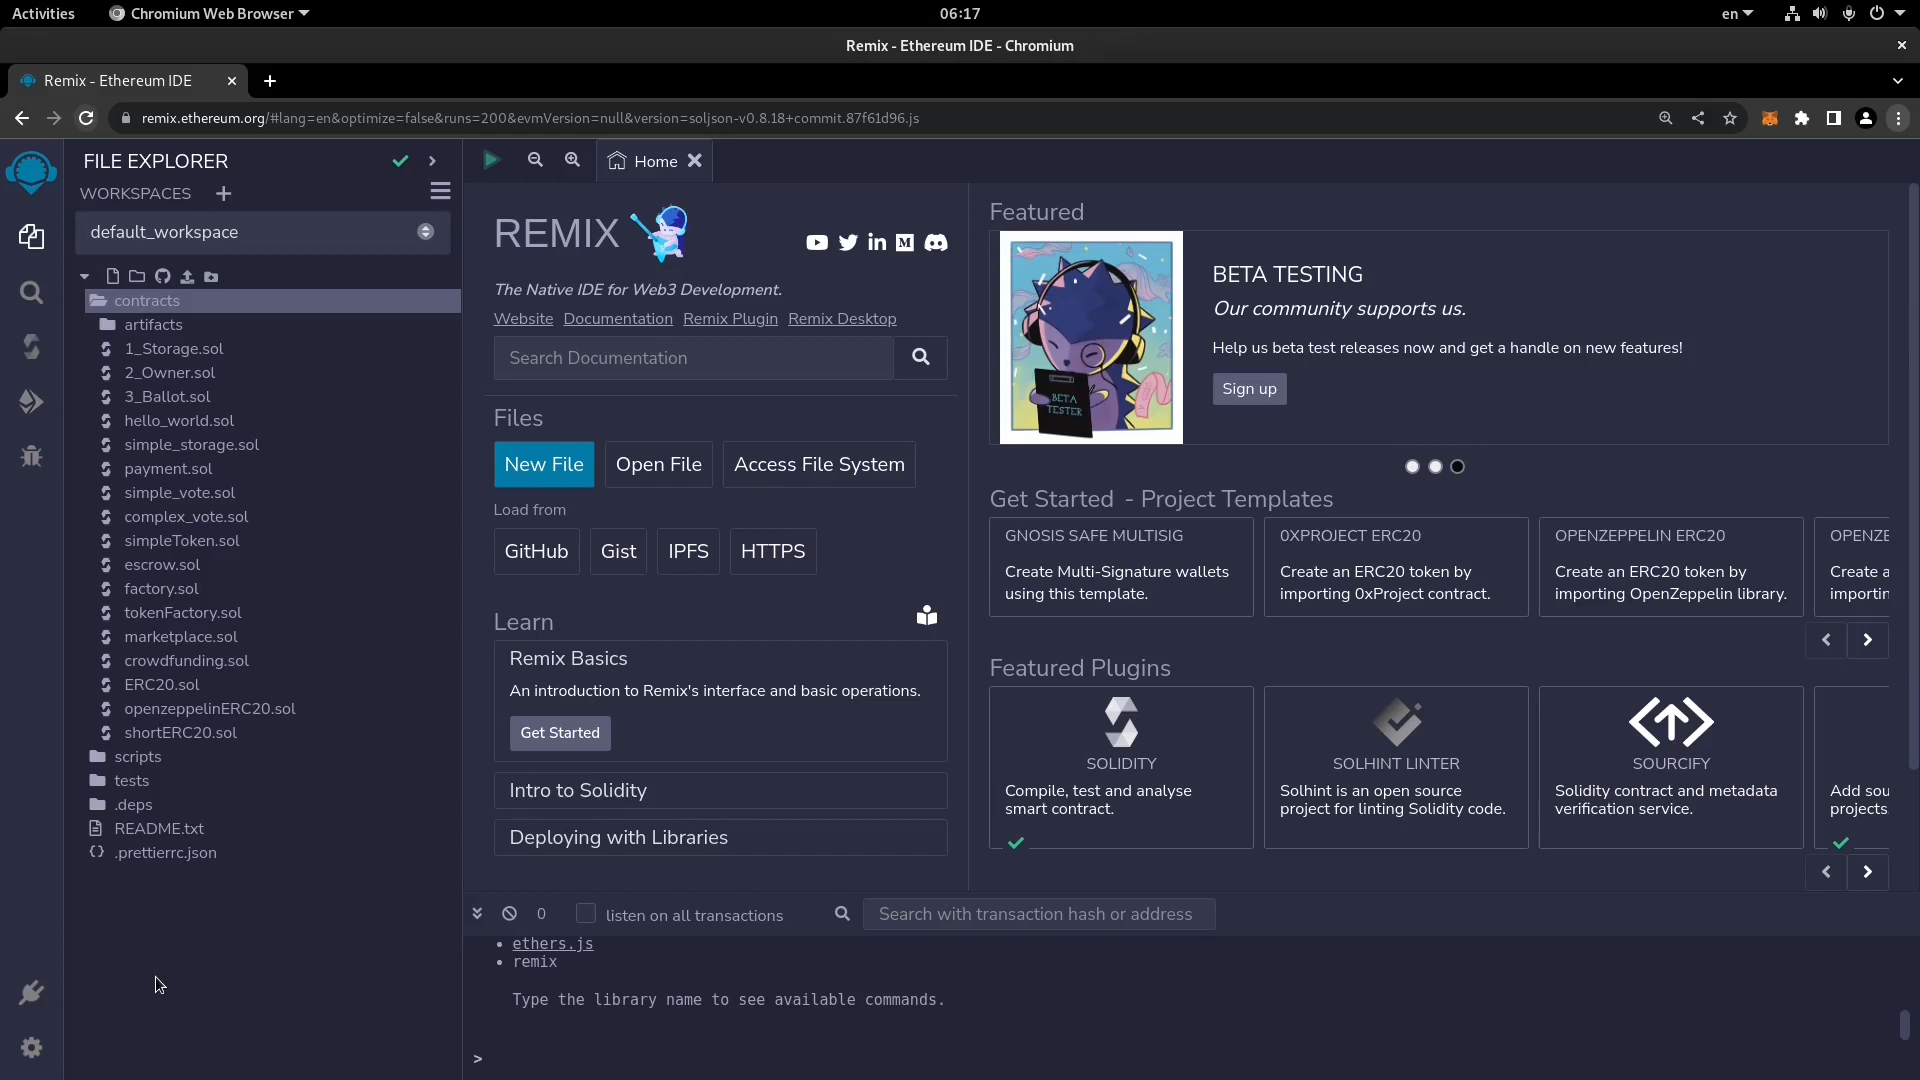 Activities
Chromium Web Browser
06:17
en
Remix - Ethereum IDE - Chromium
Remix - Ethereum IDE
remix.ethereum.org/#lang=en&optimize=false&runs=200&evmVersion=null&version=soljson-v0.8.18+commit.87f61d96.js
FILE EXPLORER
WORKSPACES
default_workspace
contracts
artifacts
1_Storage.sol
2_Owner.sol
3_Ballot.sol
hello_world.sol
simple_storage.sol
payment.sol
simple_vote.sol
complex_vote.sol
simpleToken.sol
escrow.sol
factory.sol
tokenFactory.sol
marketplace.sol
crowdfunding.sol
ERC20.sol
openzeppelinERC20.sol
shortERC20.sol
scripts
tests
.deps
README.txt
.prettierrc.json
Home
REMIX
The Native IDE for Web3 Development.
Website Documentation Remix Plugin Remix Desktop
Search Documentation
Files
New File Open File Access File System
Load from
GitHub Gist IPFS HTTPS
Learn
Remix Basics
An introduction to Remix's interface and basic operations.
Get Started
Intro to Solidity
Deploying with Libraries
Featured
BETA
TESTER
BETA TESTING
Our community supports us.
Help us beta test releases now and get a handle on new features!
Sign up
Get Started - Project Templates
GNOSIS SAFE MULTISIG
Create Multi-Signature wallets
using this template.
0XPROJECT ERC20
Create an ERC20 token by
importing 0xProject contract.
OPENZEPPELIN ERC20
Create an ERC20 token by
importing OpenZeppelin library.
OPENZE
Create a
importin
Featured Plugins
SOLIDITY
Compile, test and analyse
smart contract.
SOLHINT LINTER
Solhint is an open source
project for linting Solidity code.
SOURCIFY
Solidity contract and metadata
verification service.
Add sou
projects
0
listen on all transactions
Search with transaction hash or address
• ethers.js
• remix
Type the library name to see available commands.
>